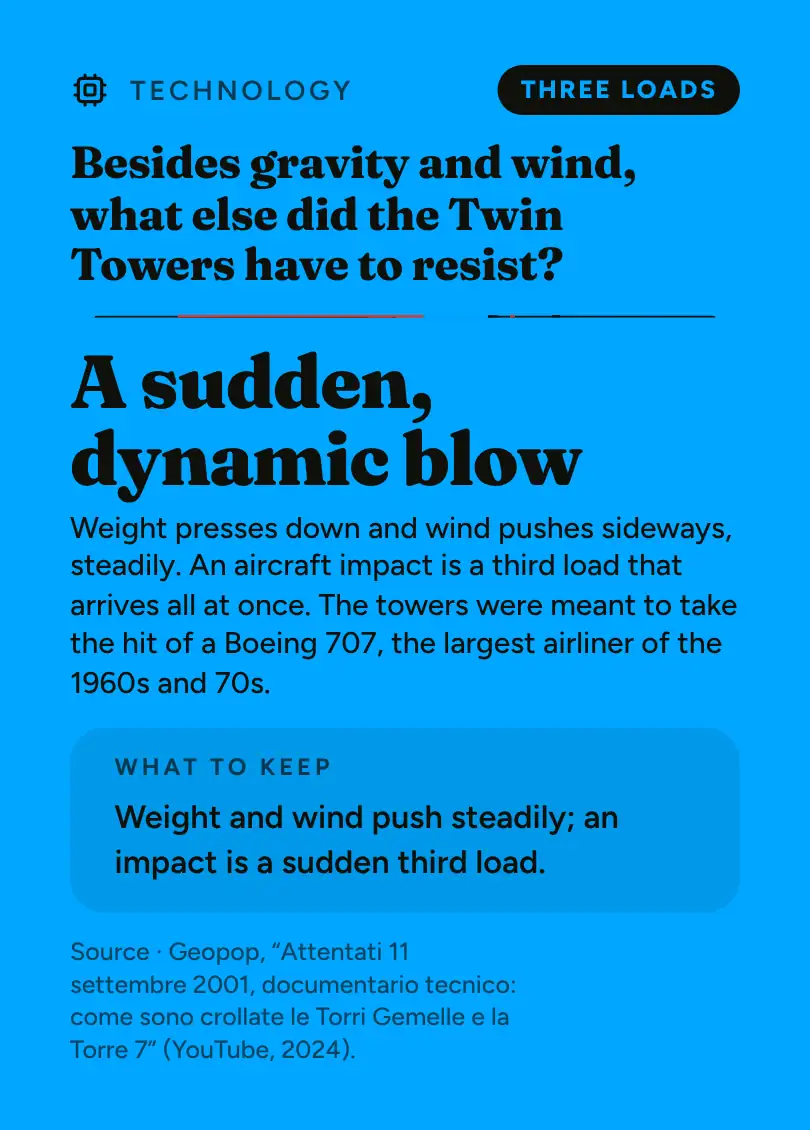 TECHNOLOGY
THREE LOADS
Besides gravity and wind,
what else did the Twin
Towers have to resist?
A sudden,
dynamic blow
Weight presses down and wind pushes sideways,
steadily. An aircraft impact is a third load that
arrives all at once. The towers were meant to take
the hit of a Boeing 707, the largest airliner of the
1960s and 70s.
WHAT TO KEEP
Weight and wind push steadily; an
impact is a sudden third load.
Source · Geopop, “Attentati 11
settembre 2001, documentario tecnico:
come sono crollate le Torri Gemelle e la
Torre 7” (YouTube, 2024).